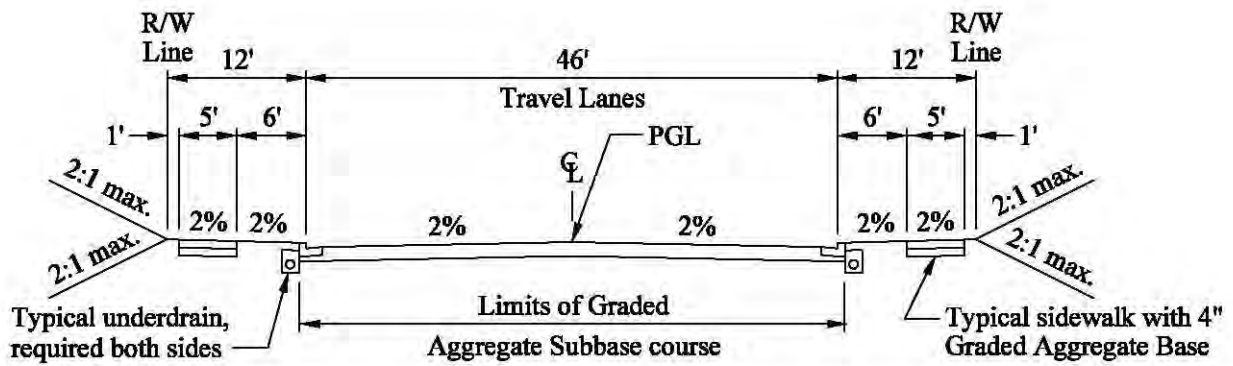 R/W
Line
R/W
Line
12'
46'
12'
Travel Lanes
1'
5'
6'
6'
5'
1'
PGL
CL
2:1 max.
2:1 max.
2%
2%
2%
2%
2%
2%
2:1 max.
2:1 max.
Limits of Graded
Aggregate Subbase course
Typical underdrain,
required both sides
Typical sidewalk with 4"
Graded Aggregate Base